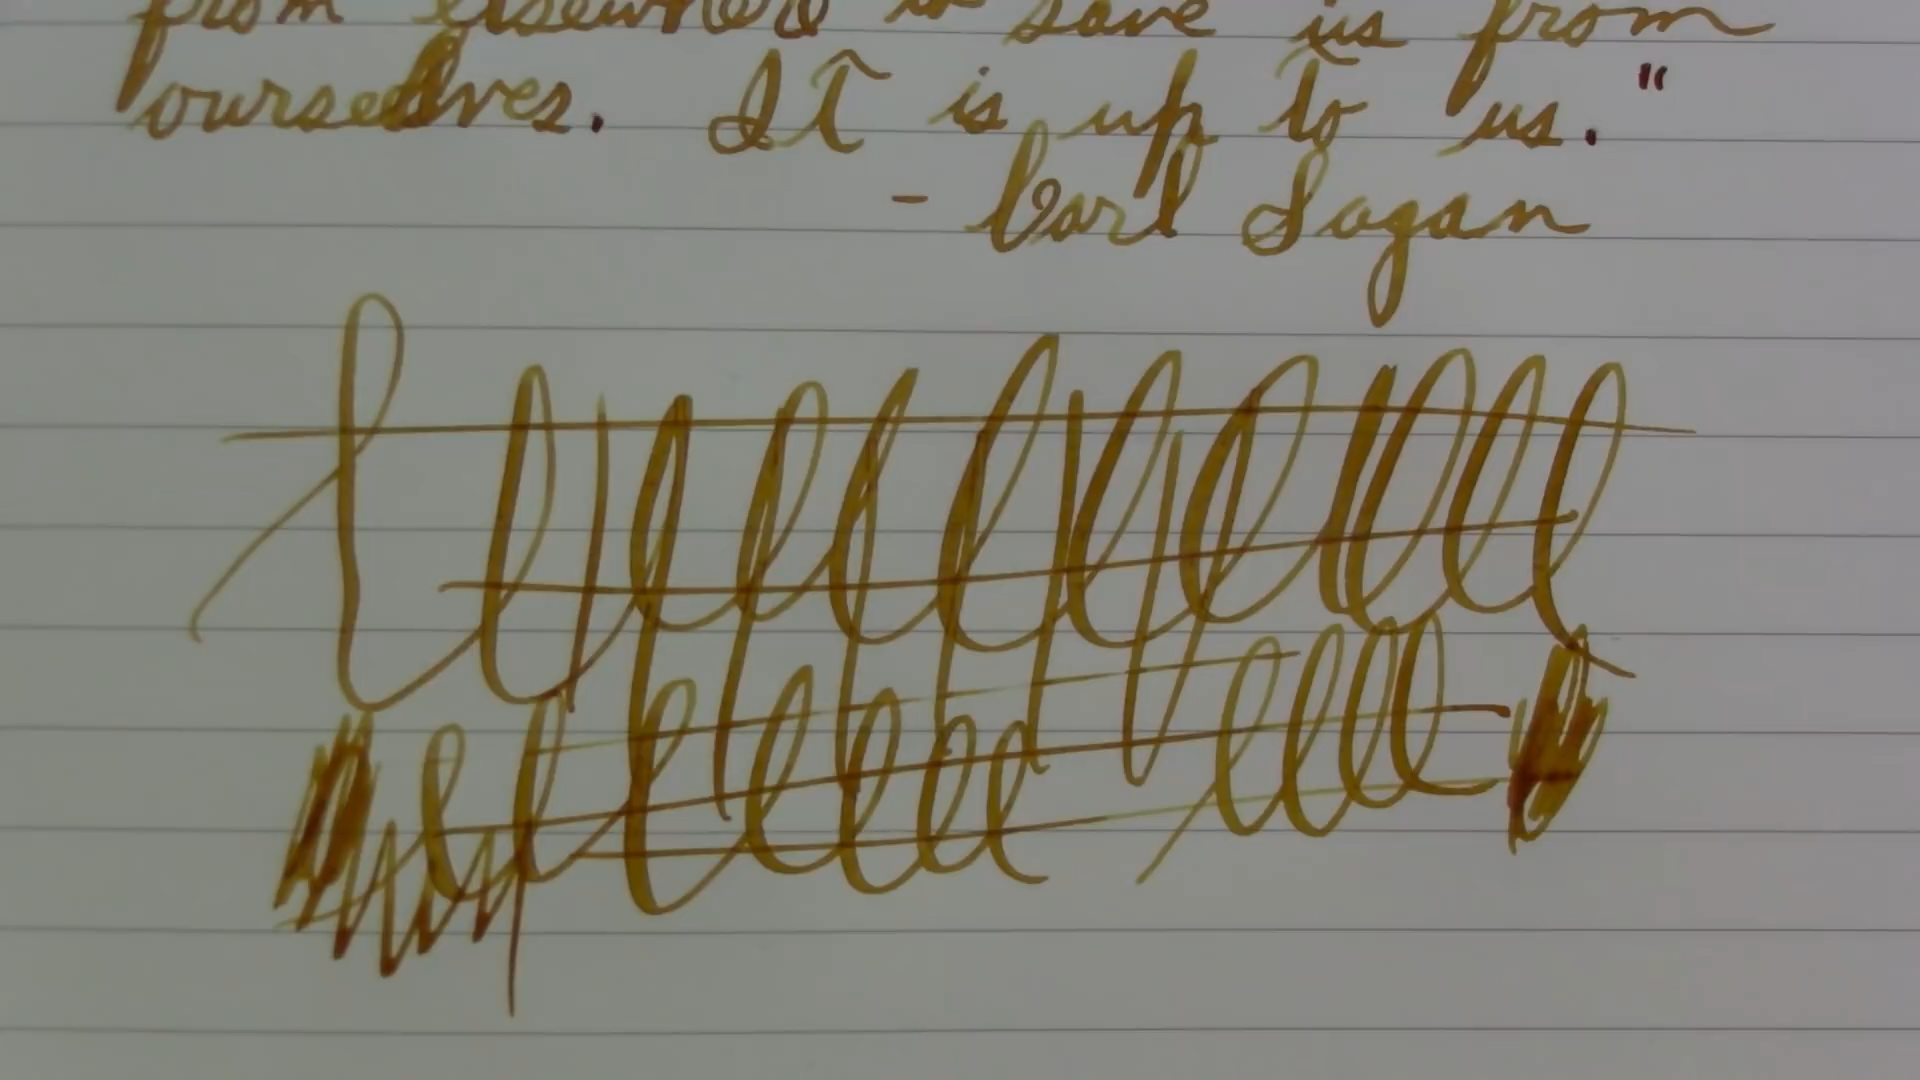 from elsewhere to save us from
ourselves. It is up to us."
- Carl Sagan